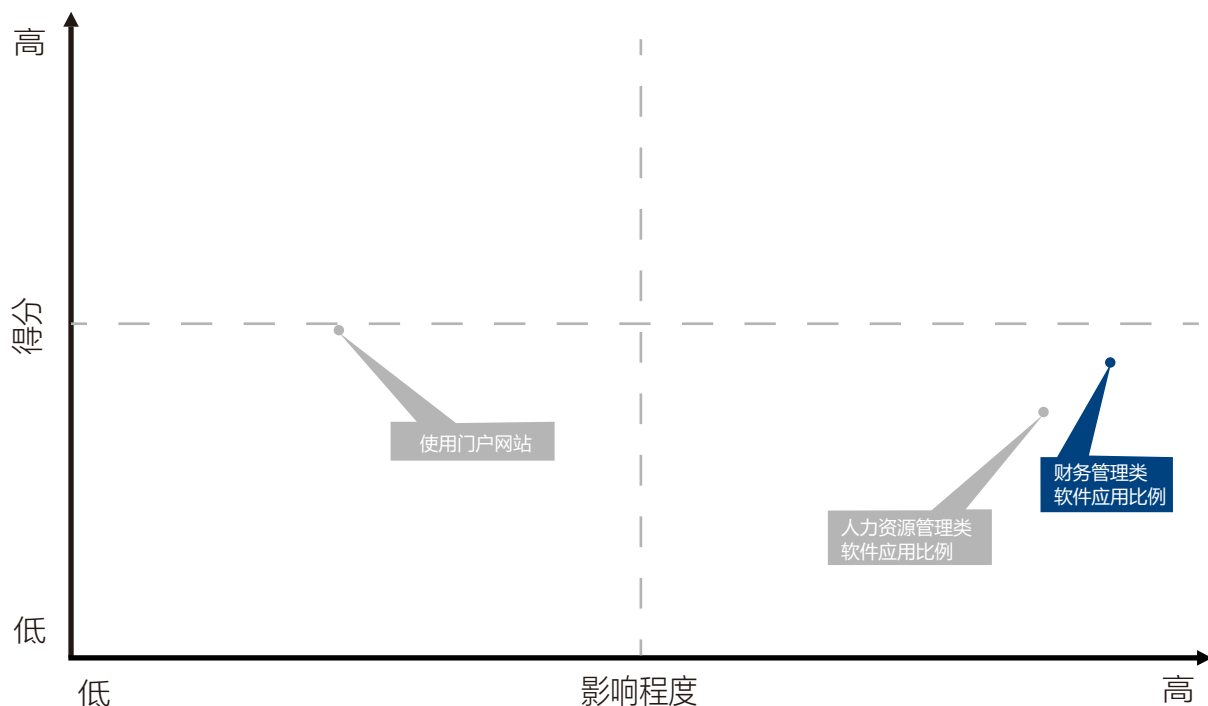 高
得分
使用门户网站
财务管理类
软件应用比例
人力资源管理类
软件应用比例
低
低
影响程度
高